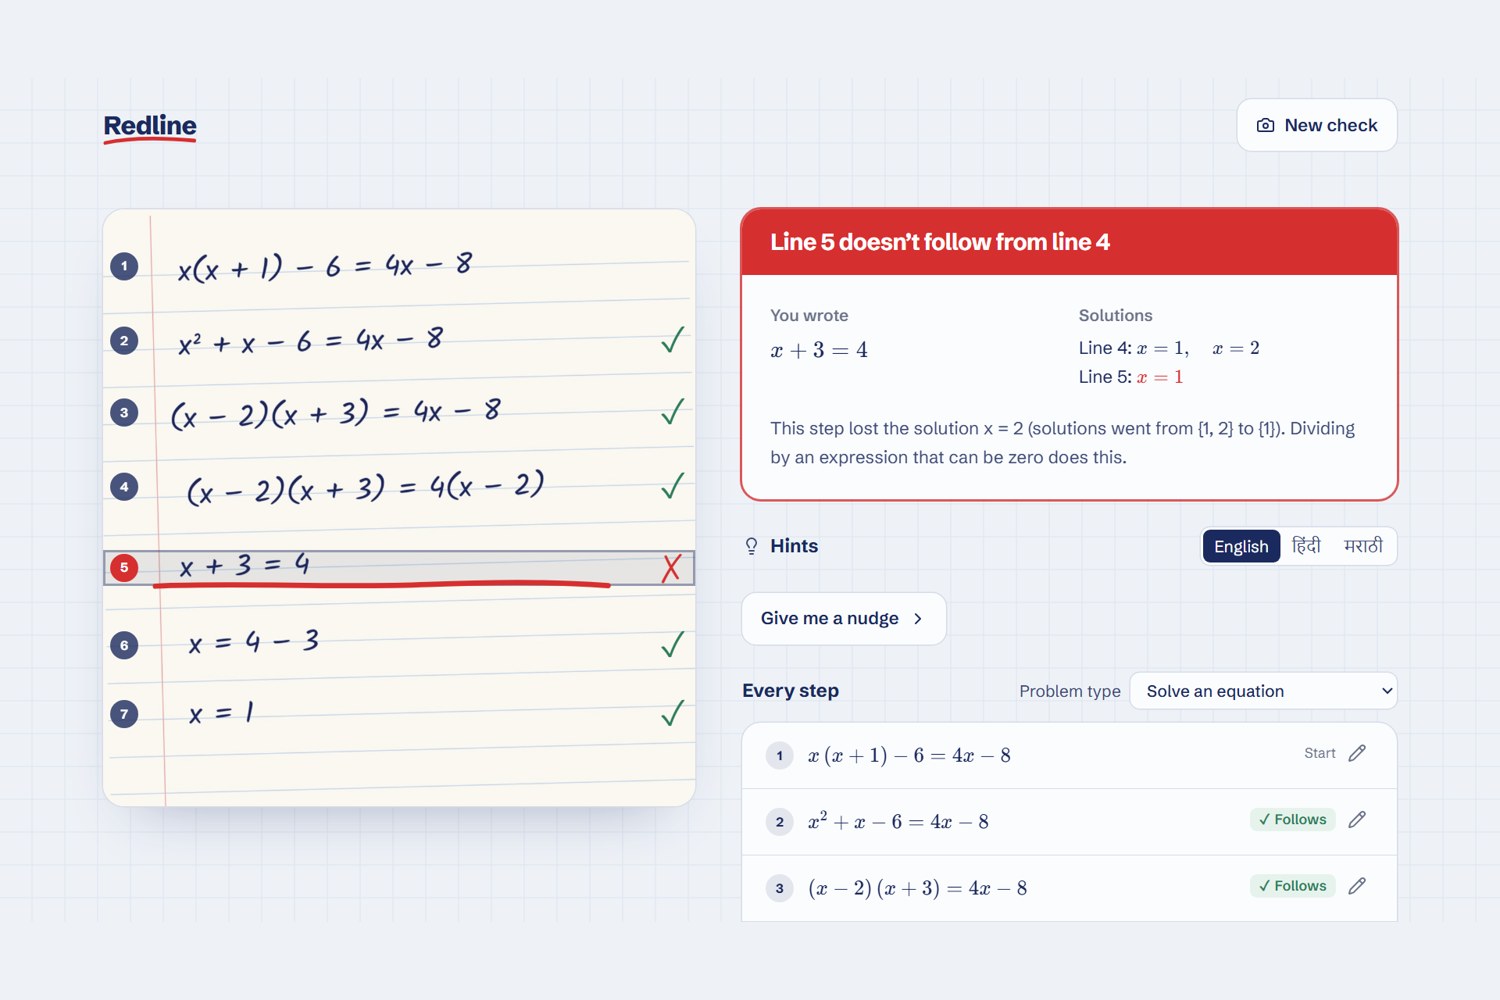 Redline
New check
1 x(x + 1) − 6 = 4x − 8
2 x² + x − 6 = 4x − 8 ✓
3 (x − 2)(x + 3) = 4x − 8 ✓
4 (x − 2)(x + 3) = 4(x − 2) ✓
5 x + 3 = 4 ✗
6 x = 4 − 3 ✓
7 x = 1 ✓
Line 5 doesn’t follow from line 4
You wrote
x + 3 = 4
Solutions
Line 4: x = 1, x = 2
Line 5: x = 1
This step lost the solution x = 2 (solutions went from {1, 2} to {1}). Dividing
by an expression that can be zero does this.
Hints
English हिंदी मराठी
Give me a nudge
Every step Problem type Solve an equation
1 x (x + 1) − 6 = 4x − 8 Start
2 x² + x − 6 = 4x − 8 ✓ Follows
3 (x − 2) (x + 3) = 4x − 8 ✓ Follows